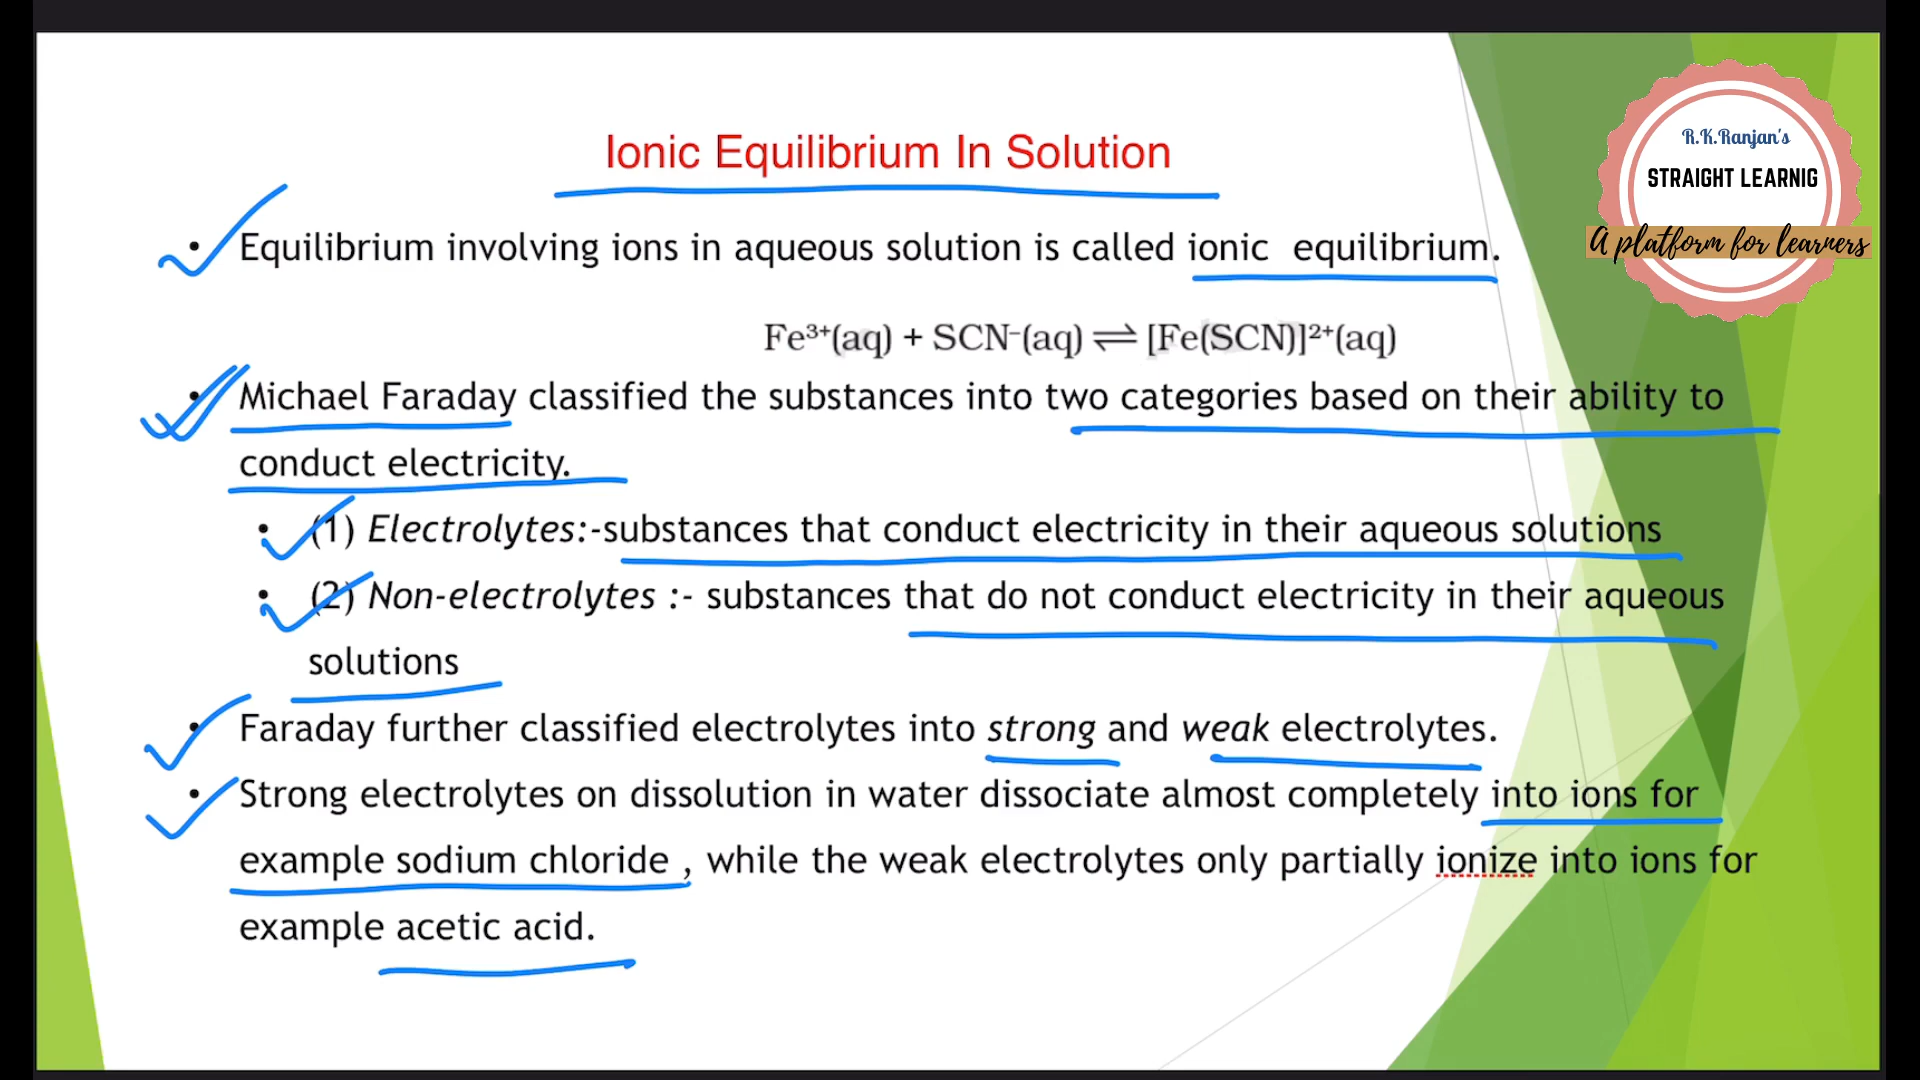 Ionic Equilibrium In Solution
R.K.Ranjan's
STRAIGHT LEARNIG
A platform for learners
• Equilibrium involving ions in aqueous solution is called ionic equilibrium.
Fe³⁺(aq) + SCN⁻(aq) ⇌ [Fe(SCN)]²⁺(aq)
• Michael Faraday classified the substances into two categories based on their ability to
conduct electricity.
• (1) Electrolytes:-substances that conduct electricity in their aqueous solutions
• (2) Non-electrolytes :- substances that do not conduct electricity in their aqueous
solutions
• Faraday further classified electrolytes into strong and weak electrolytes.
• Strong electrolytes on dissolution in water dissociate almost completely into ions for
example sodium chloride , while the weak electrolytes only partially ionize into ions for
example acetic acid.